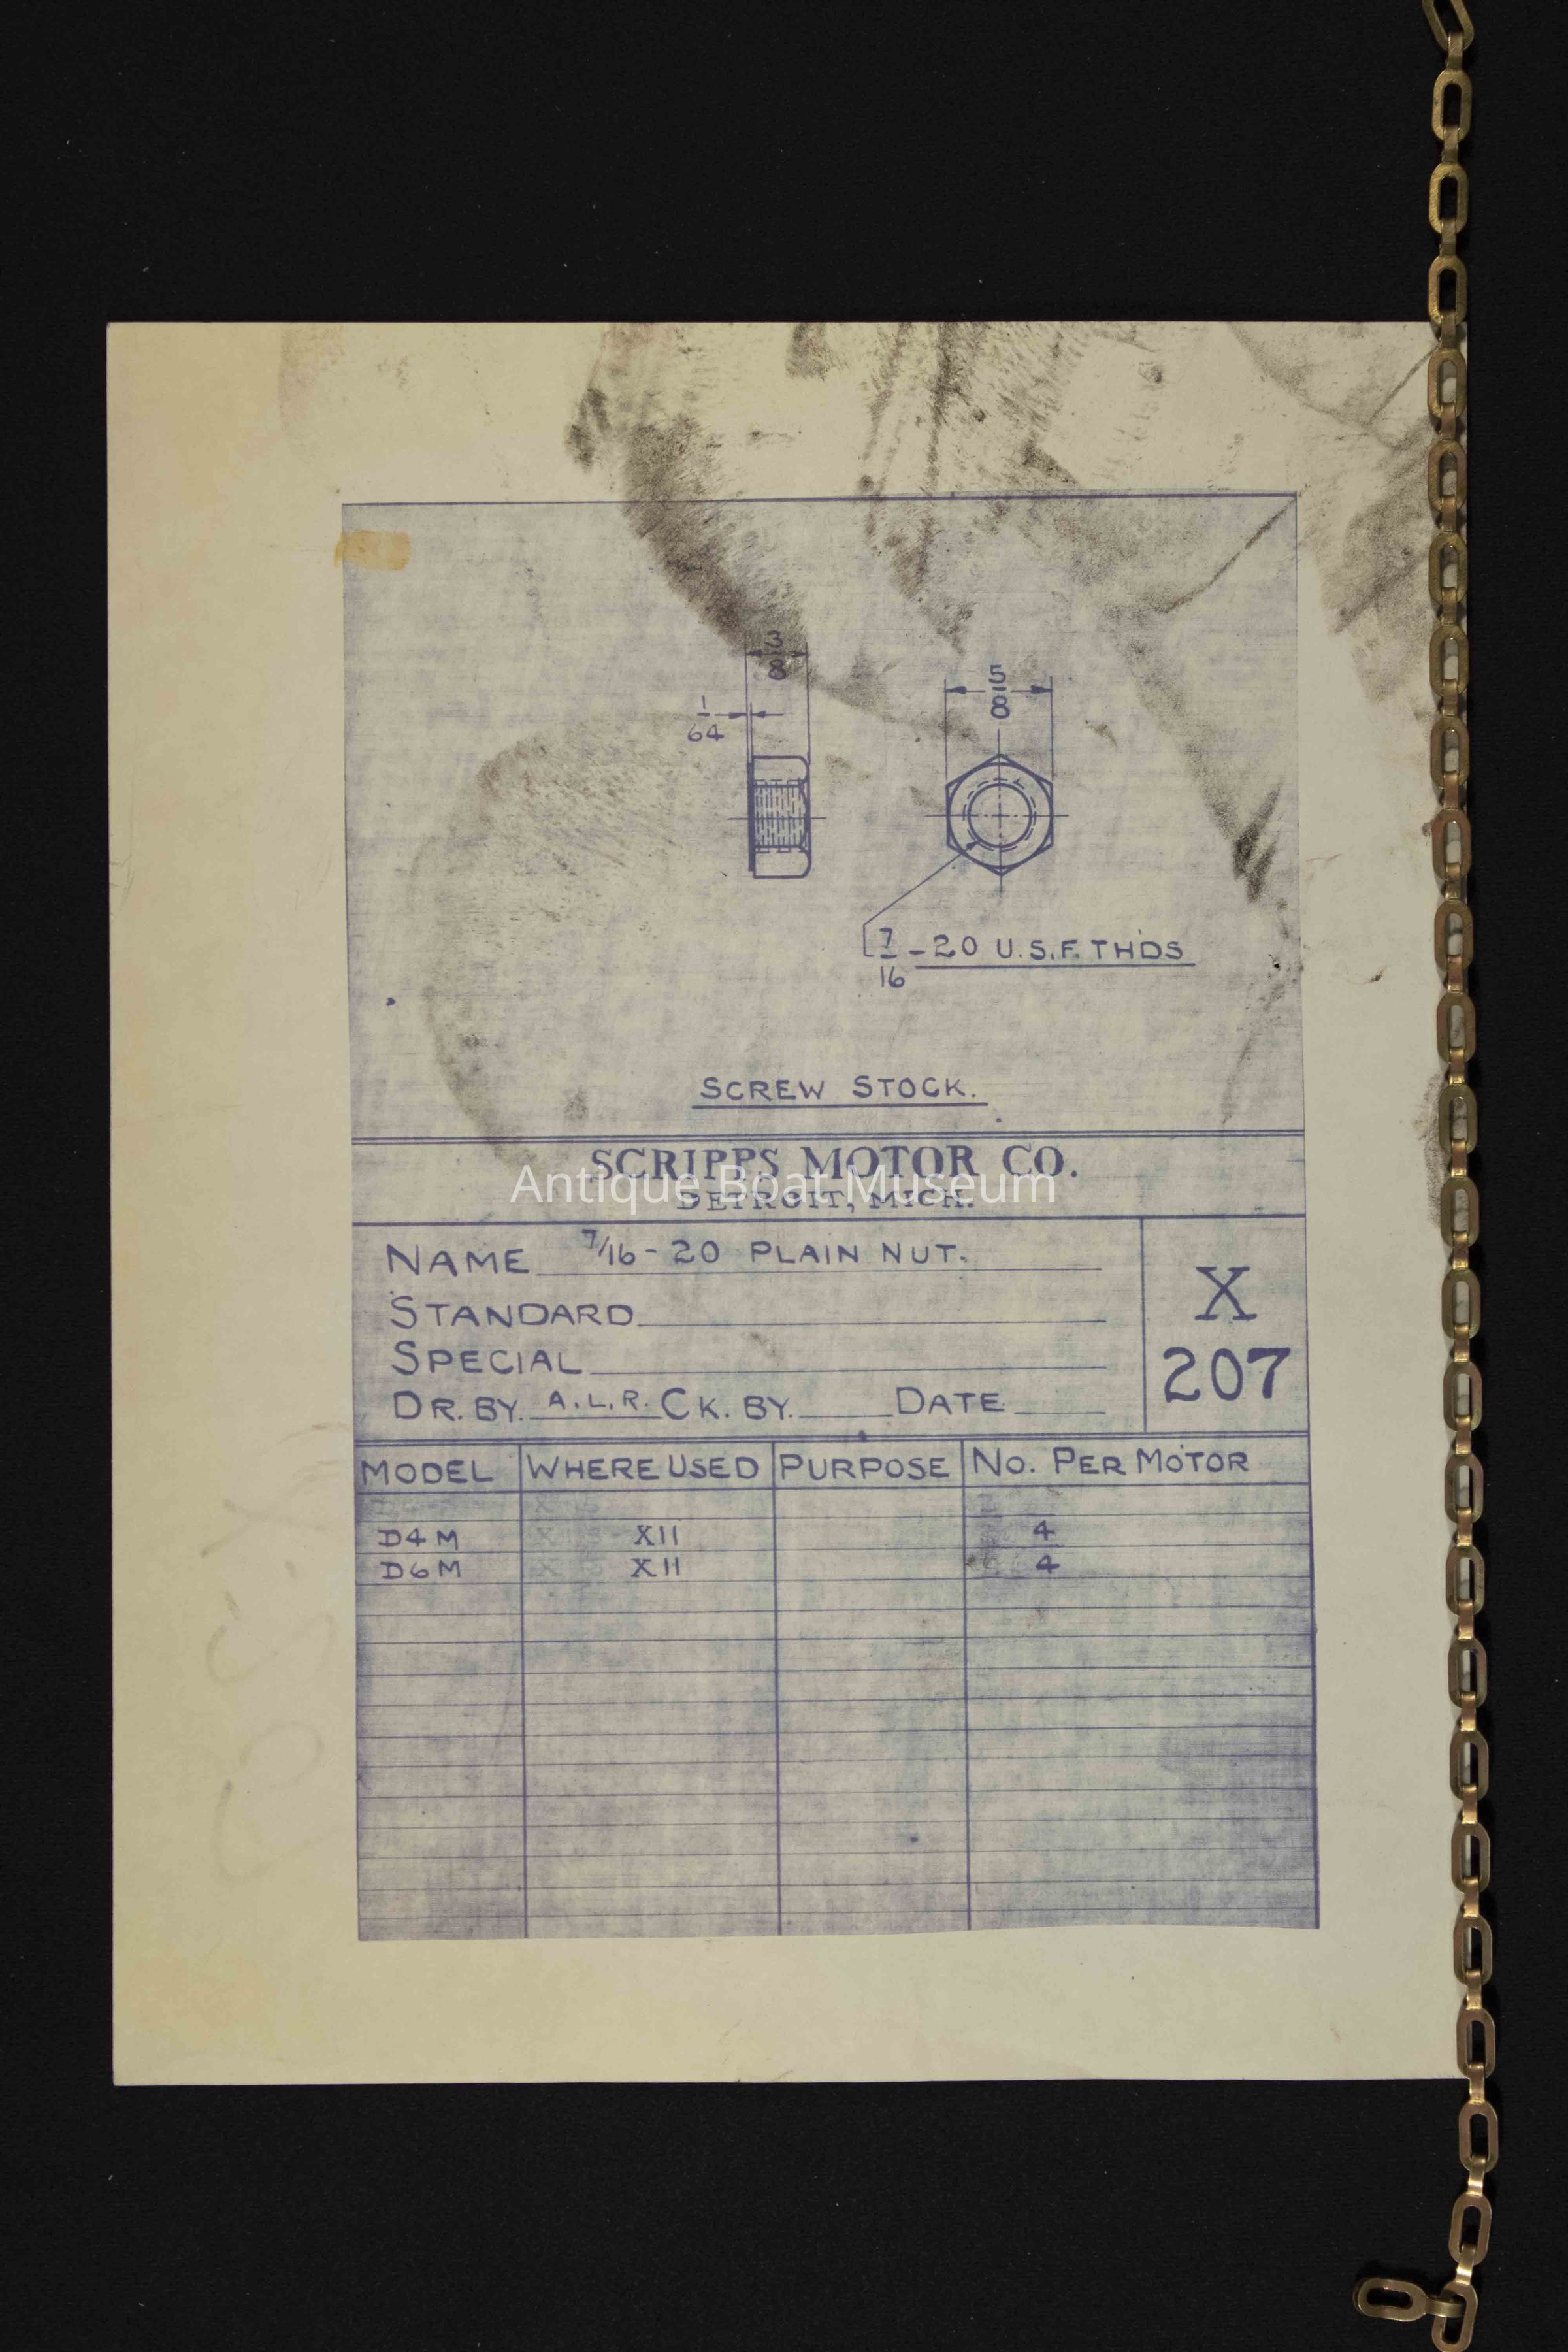 3/8
1/64
5/8
7/16 - 20 U.S.F. THDS
SCREW STOCK.
SCRIPPS MOTOR CO.
Antique Boat Museum
DETROIT, MICH.
NAME 7/16 - 20 PLAIN NUT.
STANDARD
SPECIAL
DR. BY. A.L.R. CK. BY. DATE
X
207
MODEL WHERE USED PURPOSE NO. PER MOTOR
D4M X11 4
D6M X11 4